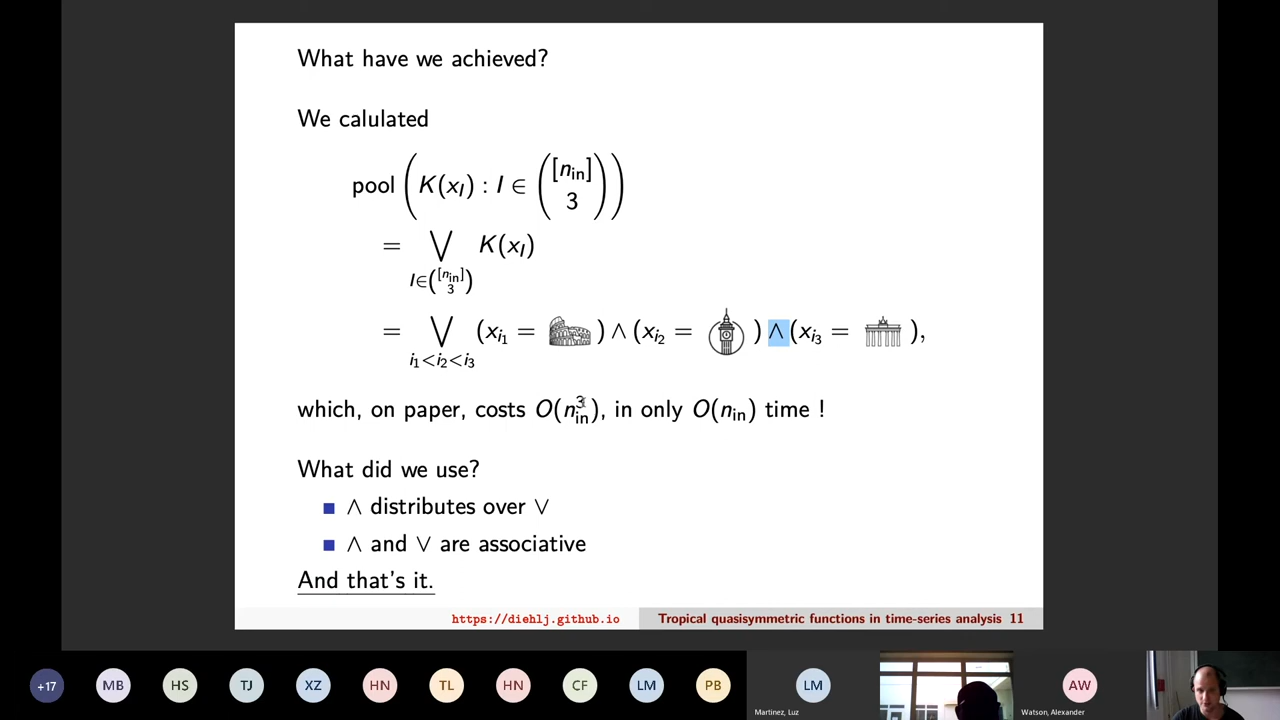 What have we achieved?
We calulated
pool ( K(x_I) : I ∈ ( [n_in] 3 ) )
= ⋁_{I∈([n_in] 3)} K(x_I)
= ⋁_{i_1<i_2<i_3} (x_{i_1} = ) ∧ (x_{i_2} = ) ∧ (x_{i_3} = ),
which, on paper, costs O(n_in^3), in only O(n_in) time !
What did we use?
∧ distributes over ∨
∧ and ∨ are associative
And that's it.
https://diehlj.github.io Tropical quasisymmetric functions in time-series analysis 11
+17 MB HS TJ XZ HN TL HN CF LM PB LM AW
Martinez, Luz Watson, Alexander